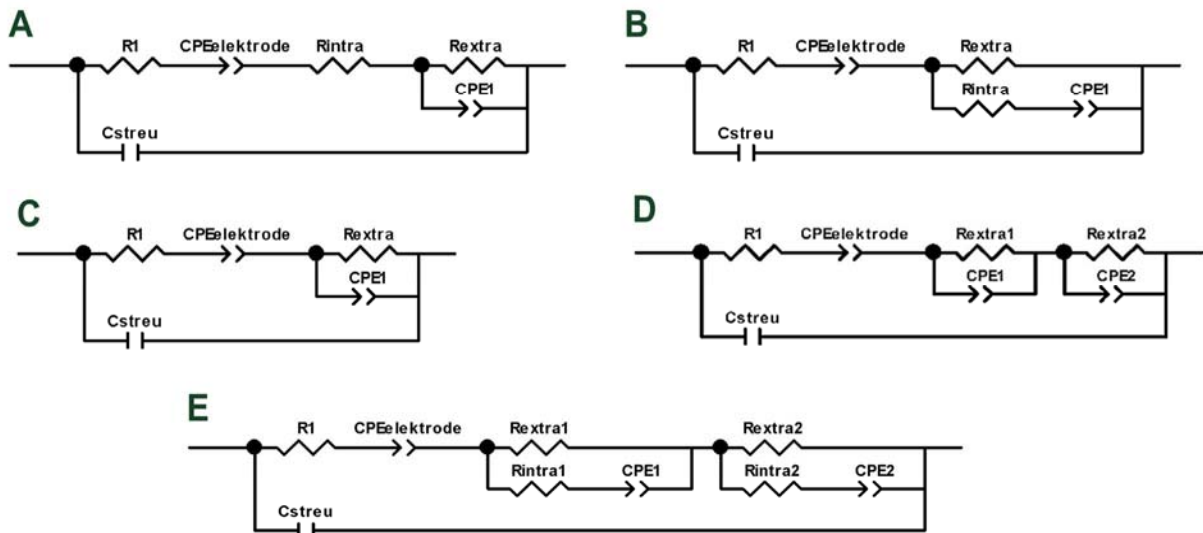 A
R1 CPEelektrode Rintra Rextra
CPE1
Cstreu
B
R1 CPEelektrode Rextra
Rintra CPE1
Cstreu
C
R1 CPEelektrode Rextra
CPE1
Cstreu
D
R1 CPEelektrode Rextra1 Rextra2
CPE1 CPE2
Cstreu
E
R1 CPEelektrode Rextra1 Rextra2
Rintra1 CPE1 Rintra2 CPE2
Cstreu